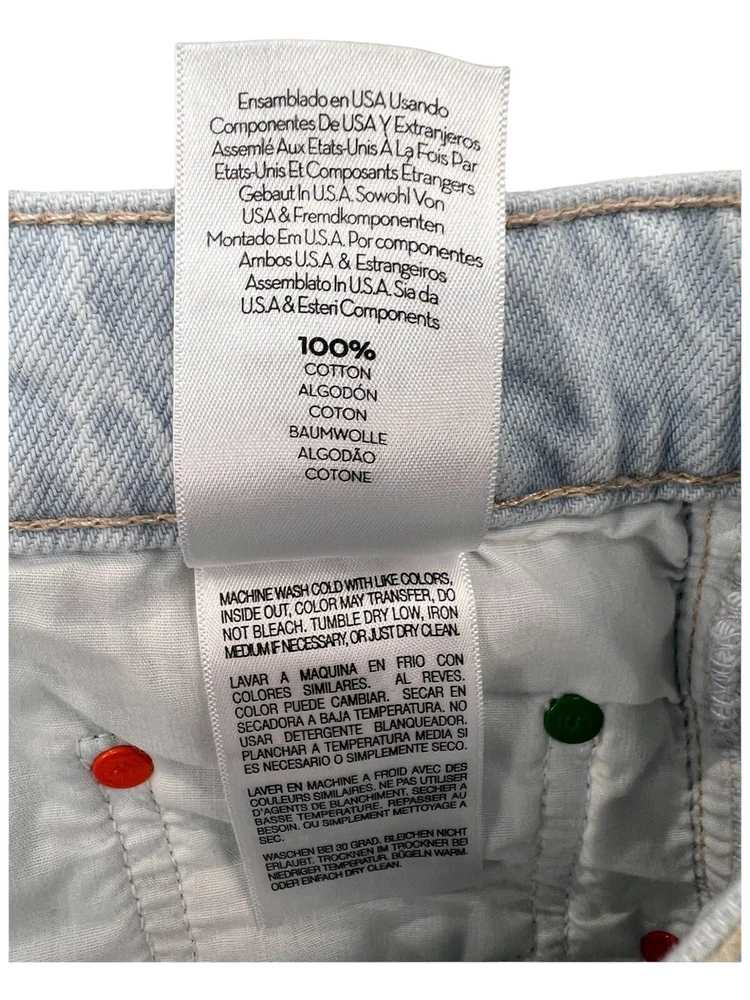 Ensamblado en USA Usando
Componentes De USA Y Extranjeros
Assemlé Aux Etats-Unis À La Fois Par
Etats-Unis Et Composants Étrangers
Gebaut In U.S.A. Sowohl Von
USA & Fremdkomponenten
Montado Em U.S.A. Por componentes
Ambos U.S.A & Estrangeiros
Assemblato In U.S.A. Sia da
U.S.A & Esteri Components
100%
COTTON
ALGODÓN
COTON
BAUMWOLLE
ALGODÃO
COTONE
MACHINE WASH COLD WITH LIKE COLORS,
INSIDE OUT, COLOR MAY TRANSFER, DO
NOT BLEACH. TUMBLE DRY LOW, IRON
MEDIUM IF NECESSARY, OR JUST DRY CLEAN.
LAVAR A MAQUINA EN FRIO CON
COLORES SIMILARES. AL REVES.
COLOR PUEDE CAMBIAR. SECAR EN
SECADORA A BAJA TEMPERATURA. NO
USAR DETERGENTE BLANQUEADOR.
PLANCHAR A TEMPERATURA MEDIA SI
ES NECESARIO O SIMPLEMENTE SECO.
LAVER EN MACHINE A FROID AVEC DES
COULEURS SIMILAIRES. NE PAS UTILISER
D'AGENTS DE BLANCHIMENT. SECHER A
BASSE TEMPERATURE. REPASSER AU
BESOIN. OU SIMPLEMENT METTOYAGE A
SEC.
WASCHEN BEI 30 GRAD. BLEICHEN NICHT
ERLAUBT. TROCKNEN IM TROCKNER BEI
NIEDRIGER TEMPERATUR. BÜGELN WARM.
ODER EINFACH DRY CLEAN.